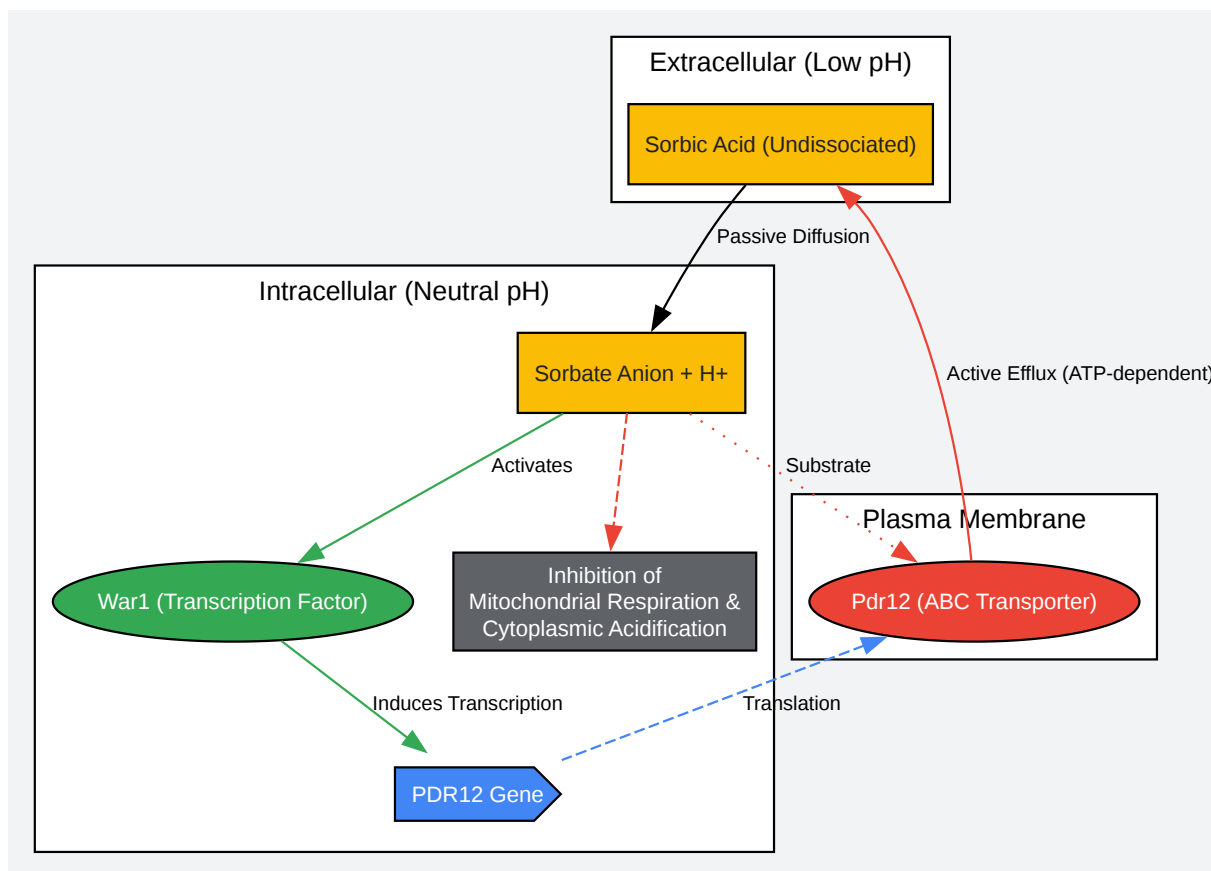 Extracellular (Low pH)
Sorbic Acid (Undissociated)
Passive Diffusion
Intracellular (Neutral pH)
Sorbate Anion + H+
Active Efflux (ATP-dependent)
Activates
Substrate
Plasma Membrane
War1 (Transcription Factor)
Inhibition of
Mitochondrial Respiration &
Cytoplasmic Acidification
Pdr12 (ABC Transporter)
Induces Transcription
Translation
PDR12 Gene